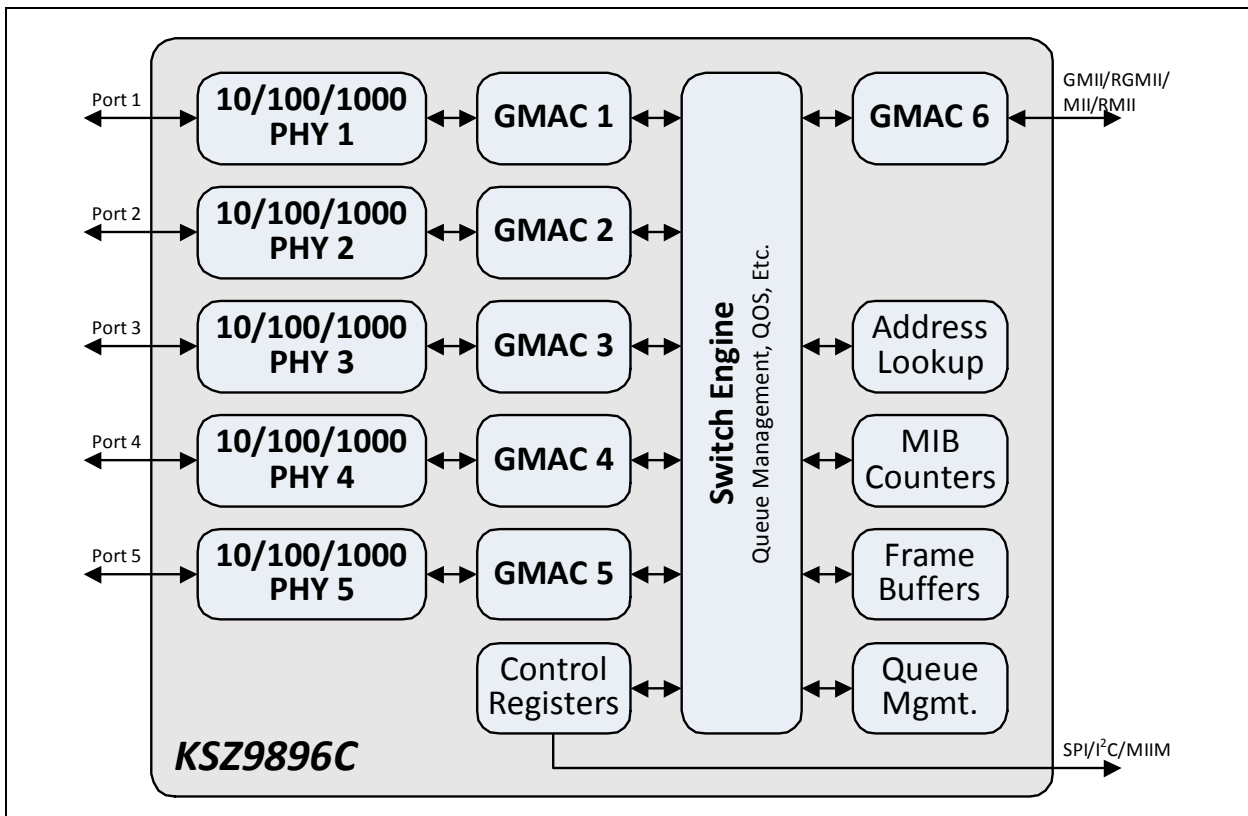 Port 1
10/100/1000
PHY 1
GMAC 1
GMAC 6
GMII/RGMII/
MII/RMII
Port 2
10/100/1000
PHY 2
GMAC 2
Port 3
10/100/1000
PHY 3
GMAC 3
Switch Engine
Queue Management, QOS, Etc.
Address
Lookup
Port 4
10/100/1000
PHY 4
GMAC 4
MIB
Counters
Port 5
10/100/1000
PHY 5
GMAC 5
Frame
Buffers
Control
Registers
Queue
Mgmt.
KSZ9896C
SPI/I²C/MIIM